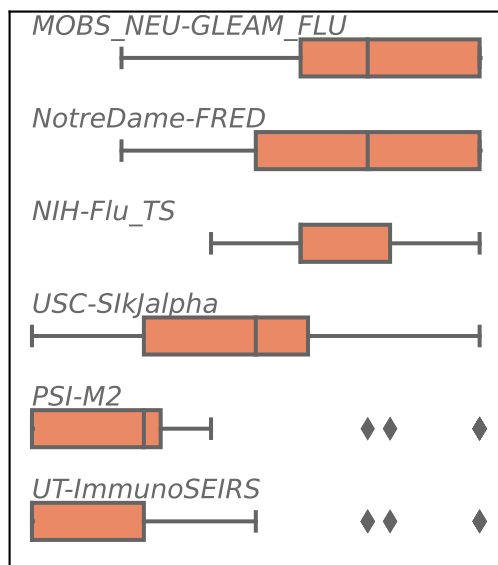 MOBS_NEU-GLEAM_FLU
NotreDame-FRED
NIH-Flu_TS
USC-SIkJalpha
PSI-M2
UT-ImmunoSEIRS